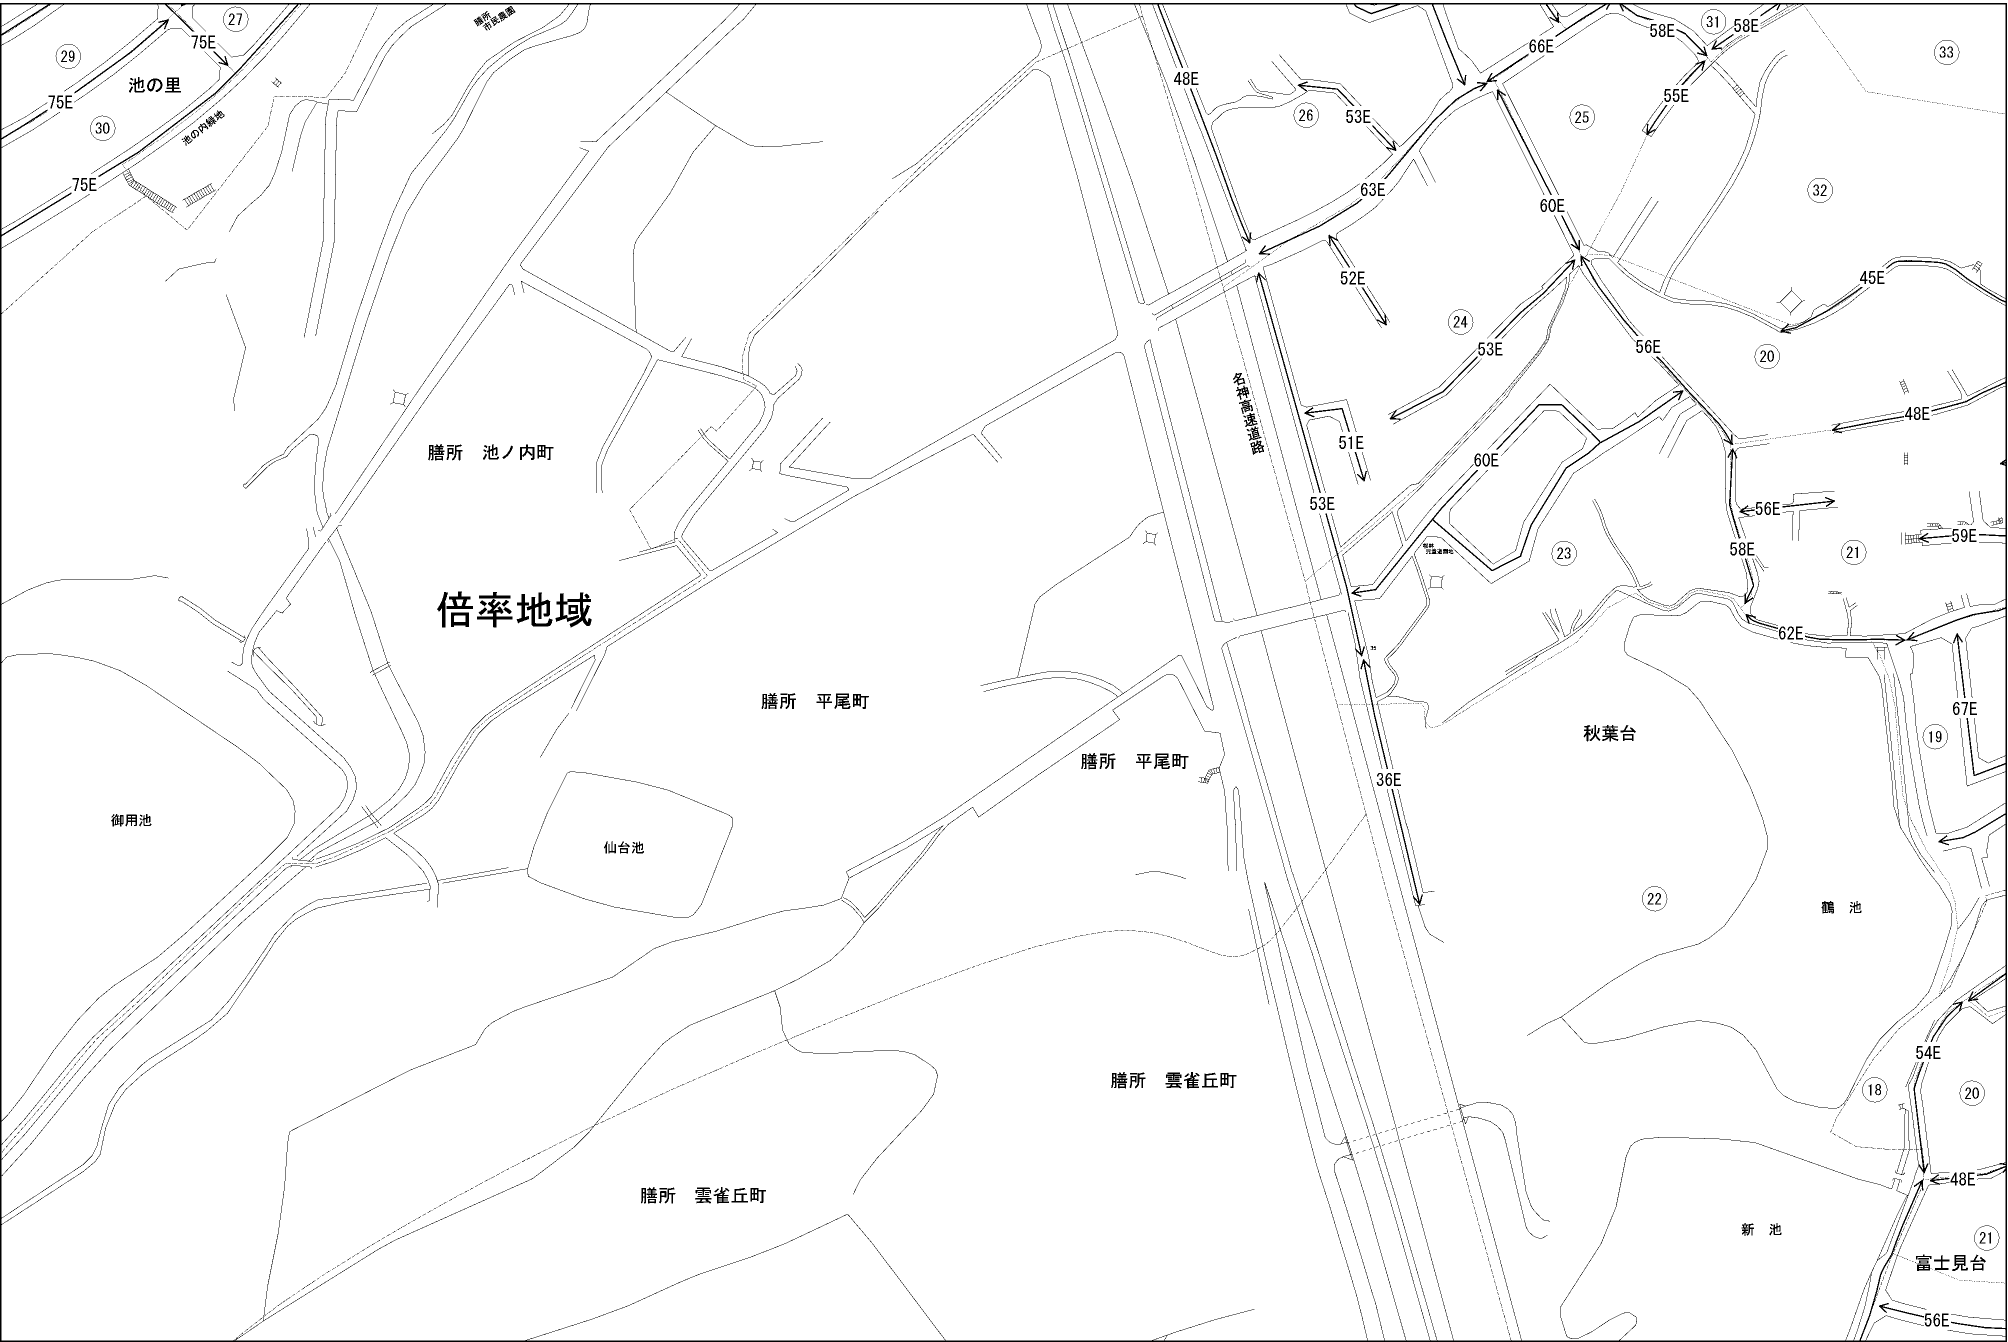 27
膳所
市民農園
31
58E
58E
66E
75E
29
33
池の里
48E
75E
55E
53E
26
25
30
池の内緑地
75E
63E
32
60E
52E
45E
24
53E
56E
20
名神高速道路
48E
膳所 池ノ内町
51E
60E
53E
56E
59E
58E
23
21
倍率地域
62E
35
膳所 平尾町
67E
秋葉台
19
膳所 平尾町
36E
御用池
仙台池
22
鶴 池
54E
膳所 雲雀丘町
18
20
48E
膳所 雲雀丘町
新 池
21
富士見台
56E